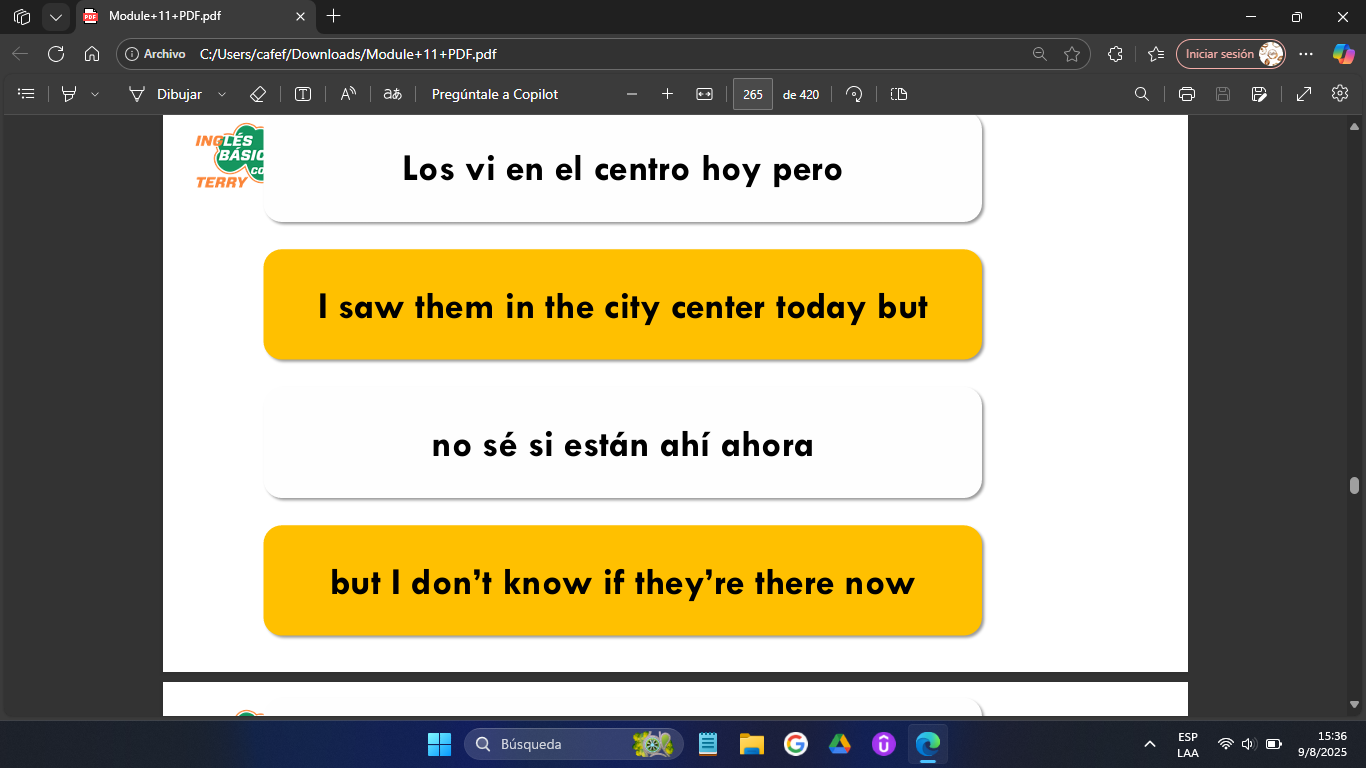 Module+11+PDF.pdf
Archivo C:/Users/cafef/Downloads/Module+11+PDF.pdf Iniciar sesión
Dibujar Pregúntale a Copilot 265 de 420
INGLÉS
BÁSIC
CO
TERRY
Los vi en el centro hoy pero
I saw them in the city center today but
no sé si están ahí ahora
but I don't know if they're there now
Búsqueda
ESP
LAA
15:36
9/8/2025